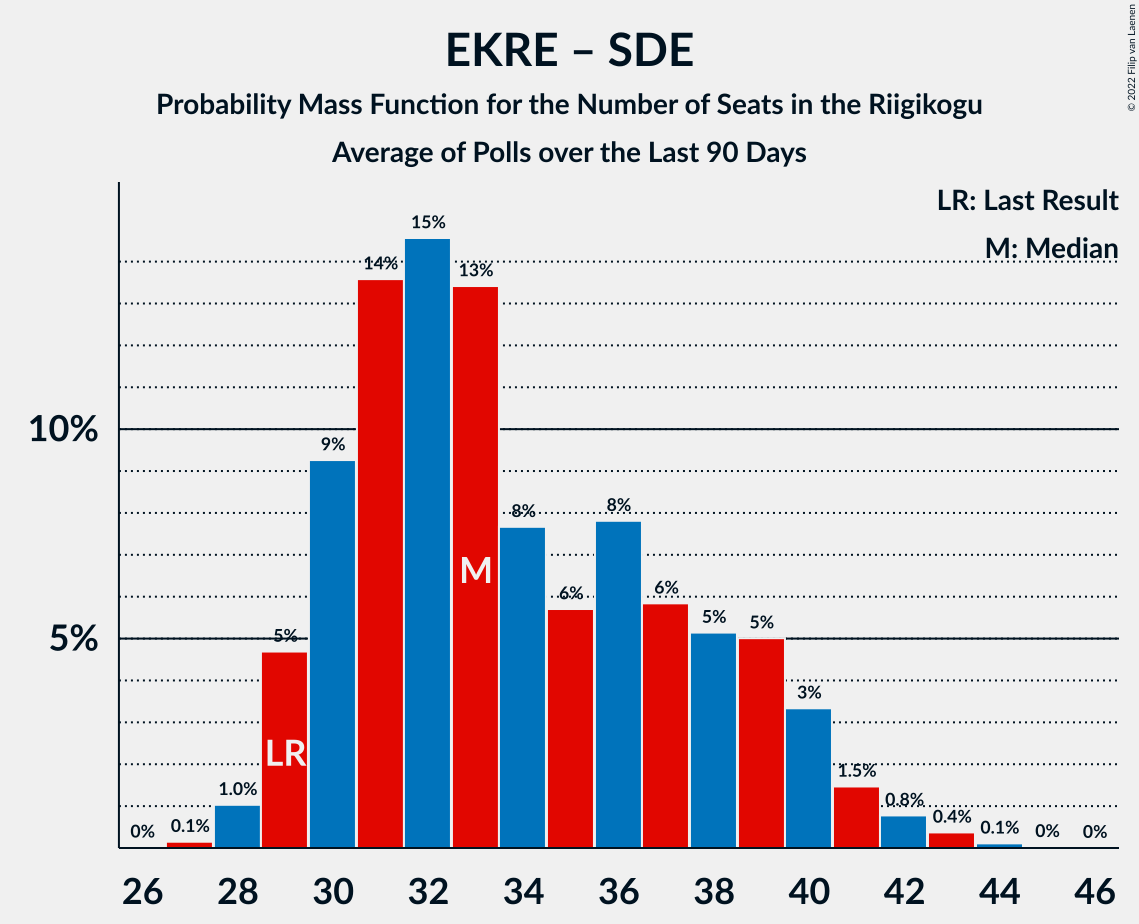 EKRE – SDE
Probability Mass Function for the Number of Seats in the Riigikogu
Average of Polls over the Last 90 Days
© 2022 Filip van Laenen
LR: Last Result
M: Median
10%
5%
0%
0.1%
1.0%
5%
9%
14%
15%
13%
8%
6%
8%
6%
5%
5%
3%
1.5%
0.8%
0.4%
0.1%
0%
0%
LR
M
26 28 30 32 34 36 38 40 42 44 46